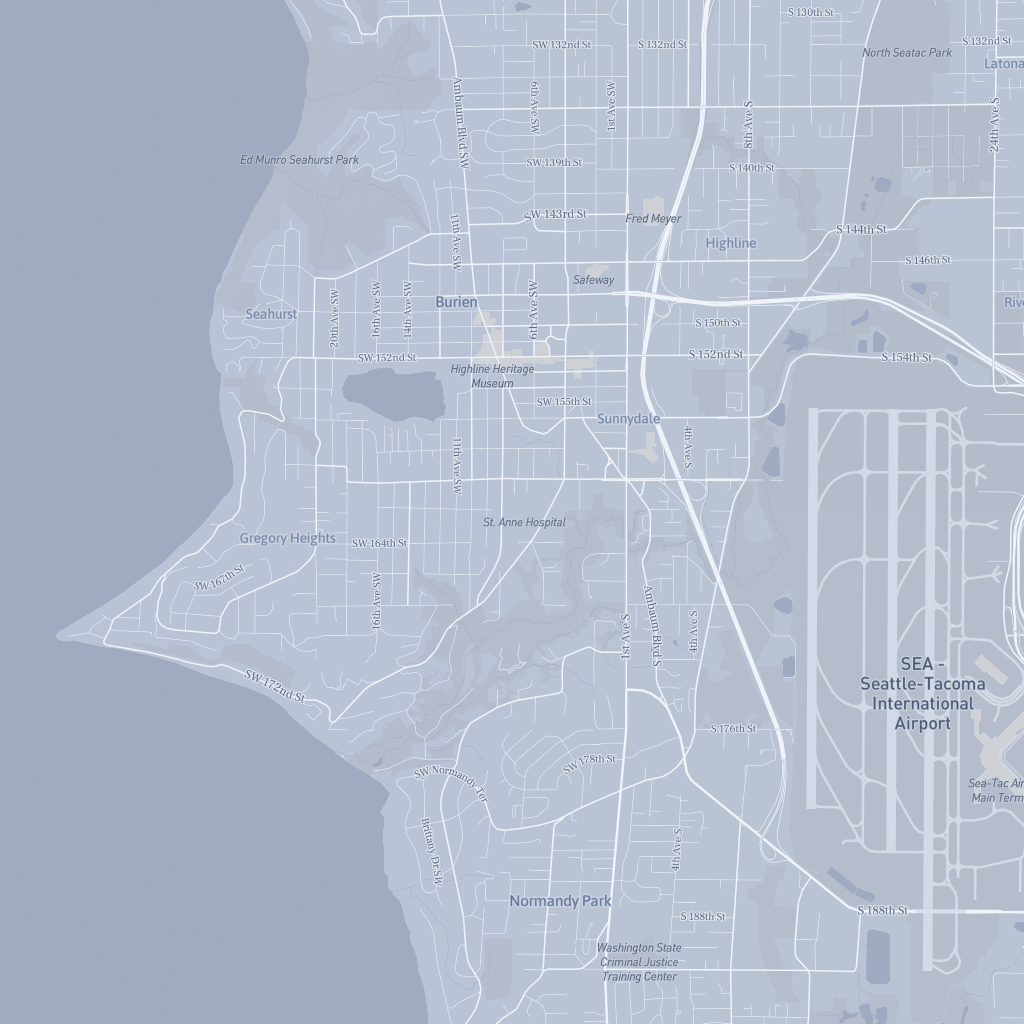 S 130th St
SW 132nd St
S 132nd St
North Seatac Park
S 132nd St
Latona
Ambaum Blvd SW
6th Ave SW
1st Ave SW
8th Ave S
24th Ave S
Ed Munro Seahurst Park
SW 139th St
S 140th St
SW 143rd St
Fred Meyer
11th Ave SW
S 144th St
Highline
S 146th St
Safeway
Burien
Seahurst
20th Ave SW
16th Ave SW
14th Ave SW
6th Ave SW
Rive
S 150th St
SW 152nd St
S 152nd St
S 154th St
Highline Heritage
Museum
SW 155th St
Sunnydale
4th Ave S
11th Ave SW
St. Anne Hospital
Gregory Heights
SW 164th St
SW 167th St
16th Ave SW
1st Ave S
Ambaum Blvd S
4th Ave S
SEA -
Seattle-Tacoma
International
Airport
SW 172nd St
S 176th St
SW 178th St
SW Normandy Ter
Sea-Tac Air
Main Term
Brittany Dr SW
4th Ave S
Normandy Park
S 188th St
S 188th St
Washington State
Criminal Justice
Training Center